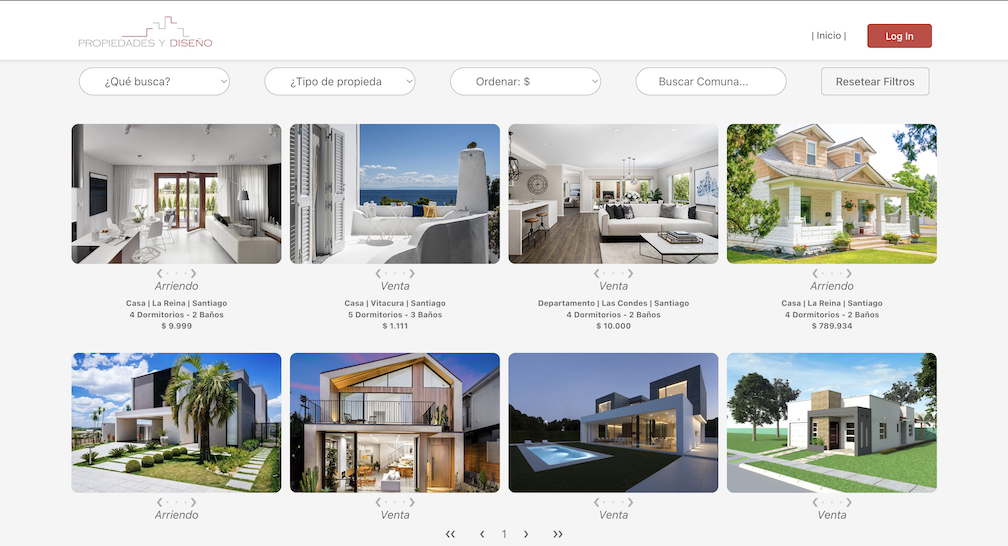 PROPIEDADES Y DISEÑO
| Inicio |
Log In
¿Qué busca?
¿Tipo de propieda
Ordenar: $
Buscar Comuna...
Resetear Filtros
Arriendo
Casa | La Reina | Santiago
4 Dormitorios - 2 Baños
$ 9.999
Venta
Casa | Vitacura | Santiago
5 Dormitorios - 3 Baños
$ 1.111
Venta
Departamento | Las Condes | Santiago
4 Dormitorios - 2 Baños
$ 10.000
Arriendo
Casa | La Reina | Santiago
4 Dormitorios - 2 Baños
$ 789.934
Arriendo
Venta
Venta
Venta
1